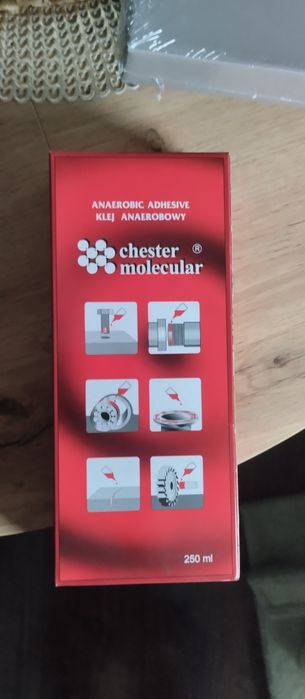 ANAEROBIC ADHESIVE
KLEJ ANAEROBOWY
chester ®
molecular
250 ml